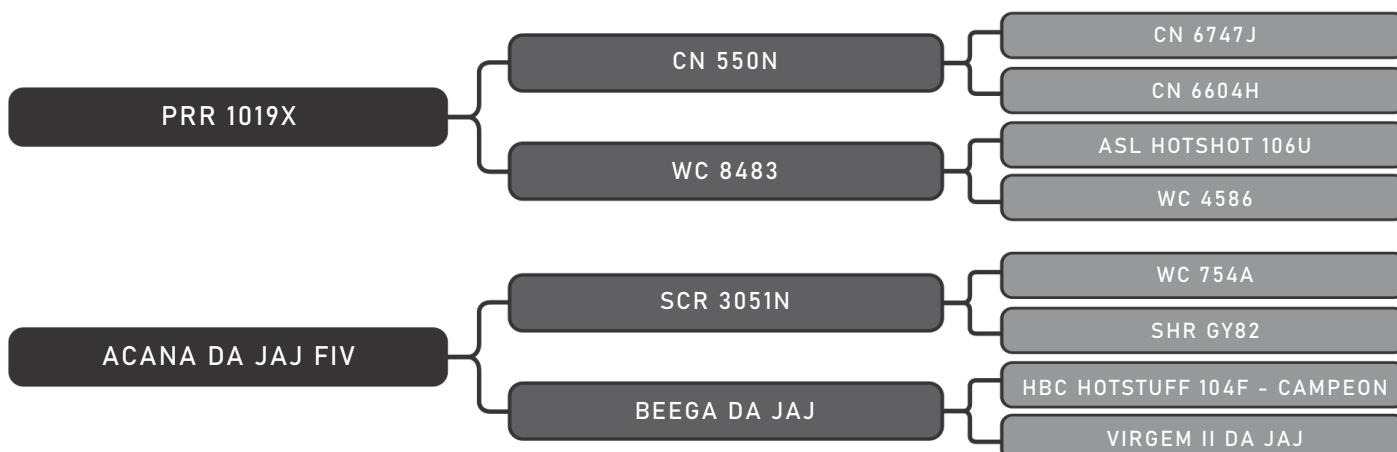 PRR 1019X
CN 550N
CN 6747J
CN 6604H
WC 8483
ASL HOTSHOT 106U
WC 4586
ACANA DA JAJ FIV
SCR 3051N
WC 754A
SHR GY82
BEEGA DA JAJ
HBC HOTSTUFF 104F - CAMPEON
VIRGEM II DA JAJ